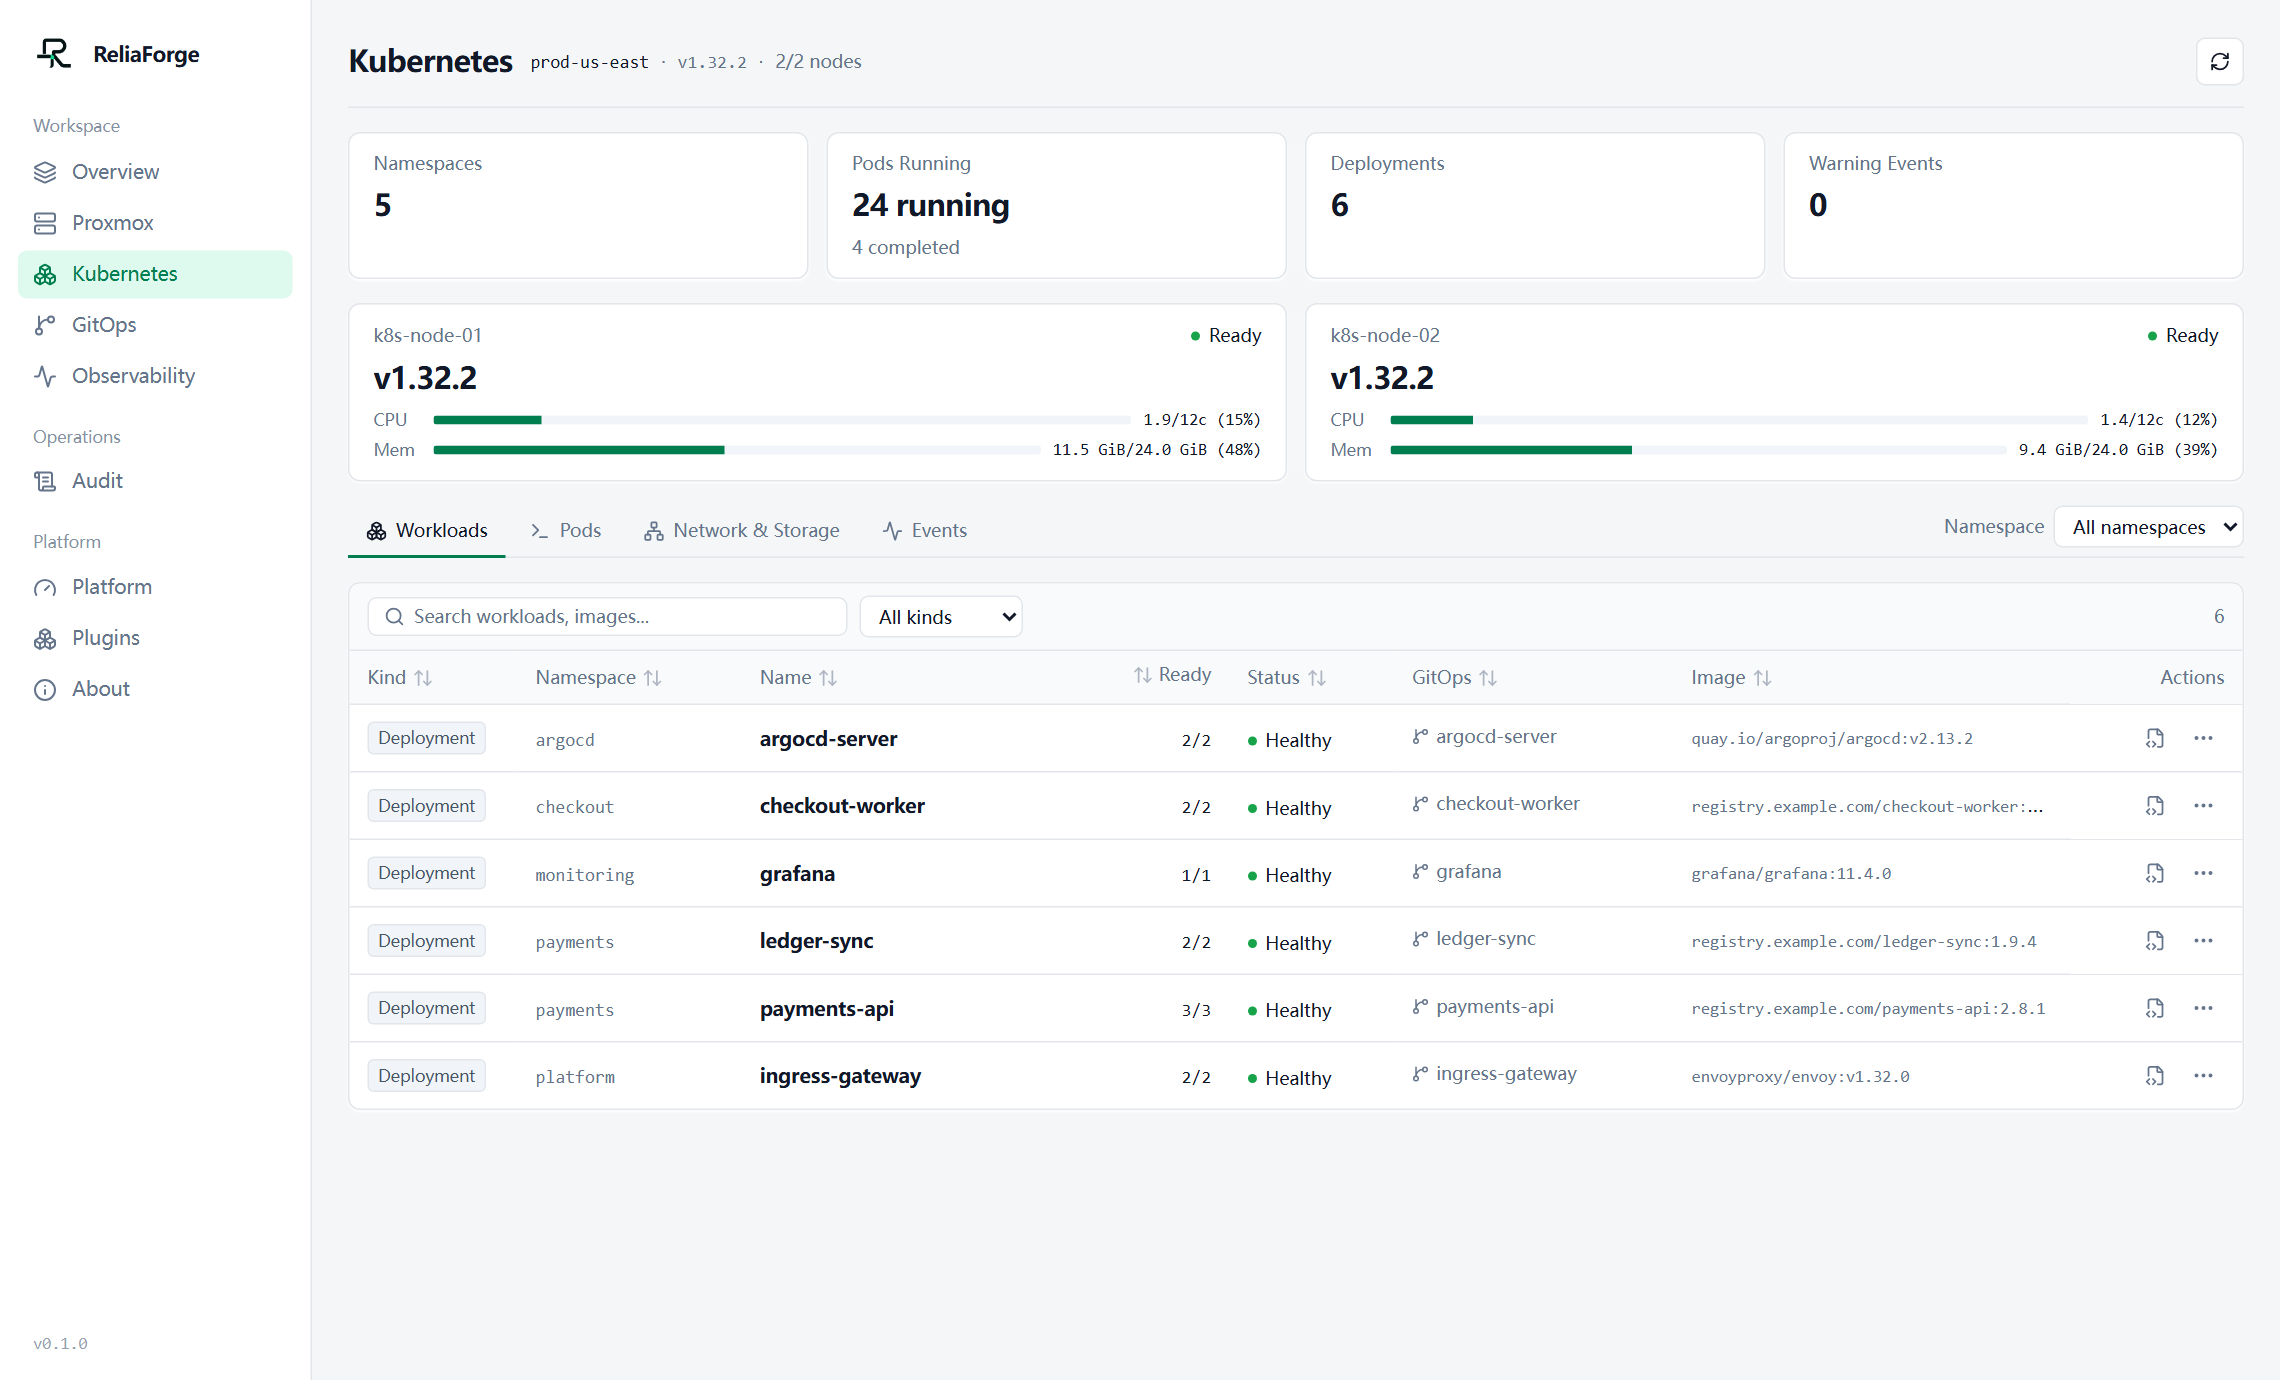 ReliaForge
Workspace
Overview
Proxmox
Kubernetes
GitOps
Observability
Operations
Audit
Platform
Platform
Plugins
About
v0.1.0
Kubernetes prod-us-east · v1.32.2 · 2/2 nodes
Namespaces
5
Pods Running
24 running
4 completed
Deployments
6
Warning Events
0
k8s-node-01 Ready
v1.32.2
CPU 1.9/12c (15%)
Mem 11.5 GiB/24.0 GiB (48%)
k8s-node-02 Ready
v1.32.2
CPU 1.4/12c (12%)
Mem 9.4 GiB/24.0 GiB (39%)
Workloads Pods Network & Storage Events Namespace All namespaces
Search workloads, images... All kinds 6
Kind Namespace Name Ready Status GitOps Image Actions
Deployment argocd argocd-server 2/2 Healthy argocd-server quay.io/argoproj/argocd:v2.13.2
Deployment checkout checkout-worker 2/2 Healthy checkout-worker registry.example.com/checkout-worker:...
Deployment monitoring grafana 1/1 Healthy grafana grafana/grafana:11.4.0
Deployment payments ledger-sync 2/2 Healthy ledger-sync registry.example.com/ledger-sync:1.9.4
Deployment payments payments-api 3/3 Healthy payments-api registry.example.com/payments-api:2.8.1
Deployment platform ingress-gateway 2/2 Healthy ingress-gateway envoyproxy/envoy:v1.32.0